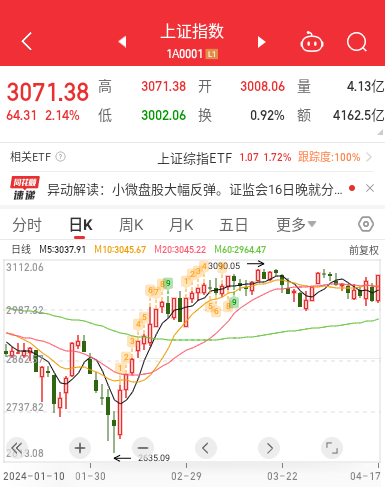 上证指数
1A0001 L1
3071.38 高 3071.38 开 3008.06 量 4.13亿
64.31 2.14% 低 3002.06 换 0.92% 额 4162.5亿
相关ETF ? 上证综指ETF 1.07 1.72% 跟踪度:100%
同花顺
速递 异动解读：小微盘股大幅反弹。证监会16日晚就分...
分时 日K 周K 月K 五日 更多
日线 M5:3037.91 M10:3045.67 M20:3045.22 M60:2964.47 前复权
3112.06
3090.05
2987.32
2737.82
2635.09
2024-01-10 01-30 02-29 03-22 04-17